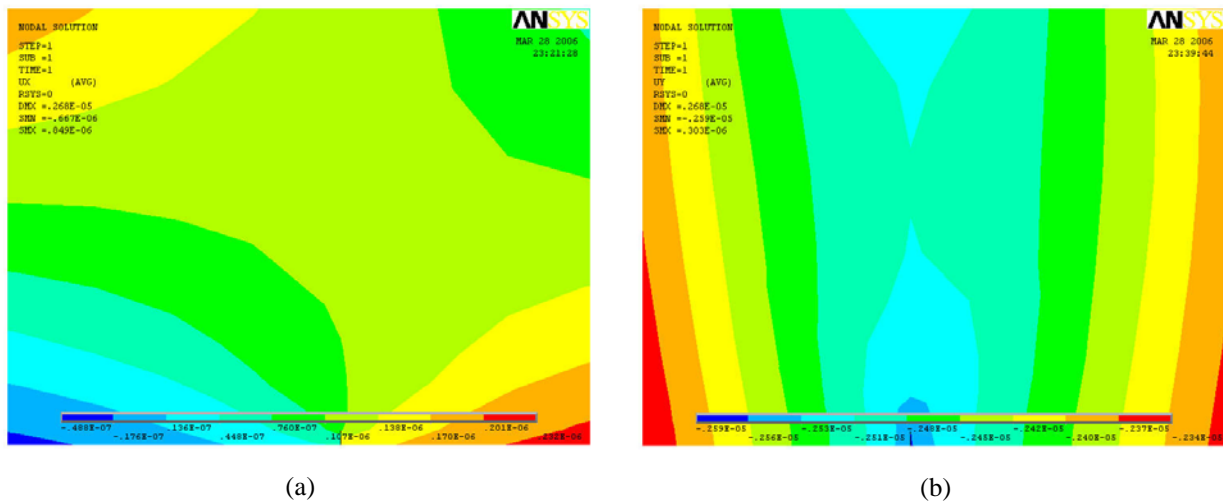 NODAL SOLUTION
STEP=1
SUB =1
TIME=1
UX (AVG)
RSYS=0
DMX =.268E-05
SMN =-.667E-06
SMX =.849E-06
ANSYS
MAR 28 2006
23:21:28
-.488E-07 .136E-07 .760E-07 .138E-06 .201E-06
-.176E-07 .448E-07 .107E-06 .170E-06 .232E-06
(a)
NODAL SOLUTION
STEP=1
SUB =1
TIME=1
UY (AVG)
RSYS=0
DMX =.268E-05
SMN =-.259E-05
SMX =.303E-06
ANSYS
MAR 28 2006
23:39:44
-.259E-05 -.253E-05 -.248E-05 -.242E-05 -.237E-05
-.256E-05 -.251E-05 -.245E-05 -.240E-05 -.234E-05
(b)